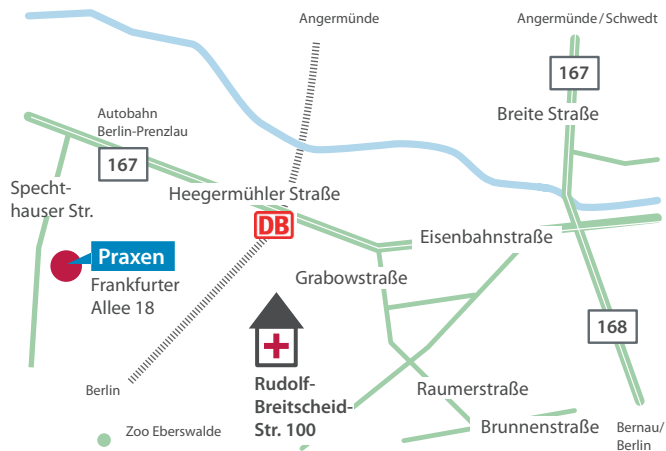 Angermünde
Angermünde / Schwedt
167
Autobahn
Berlin-Prenzlau
Breite Straße
167
Specht-
hauser Str.
Heegermühler Straße
DB
Eisenbahnstraße
Praxen
Frankfurter
Allee 18
Grabowstraße
168
Berlin
Rudolf-
Breitscheid-
Str. 100
Raumerstraße
Zoo Eberswalde
Brunnenstraße
Bernau/
Berlin